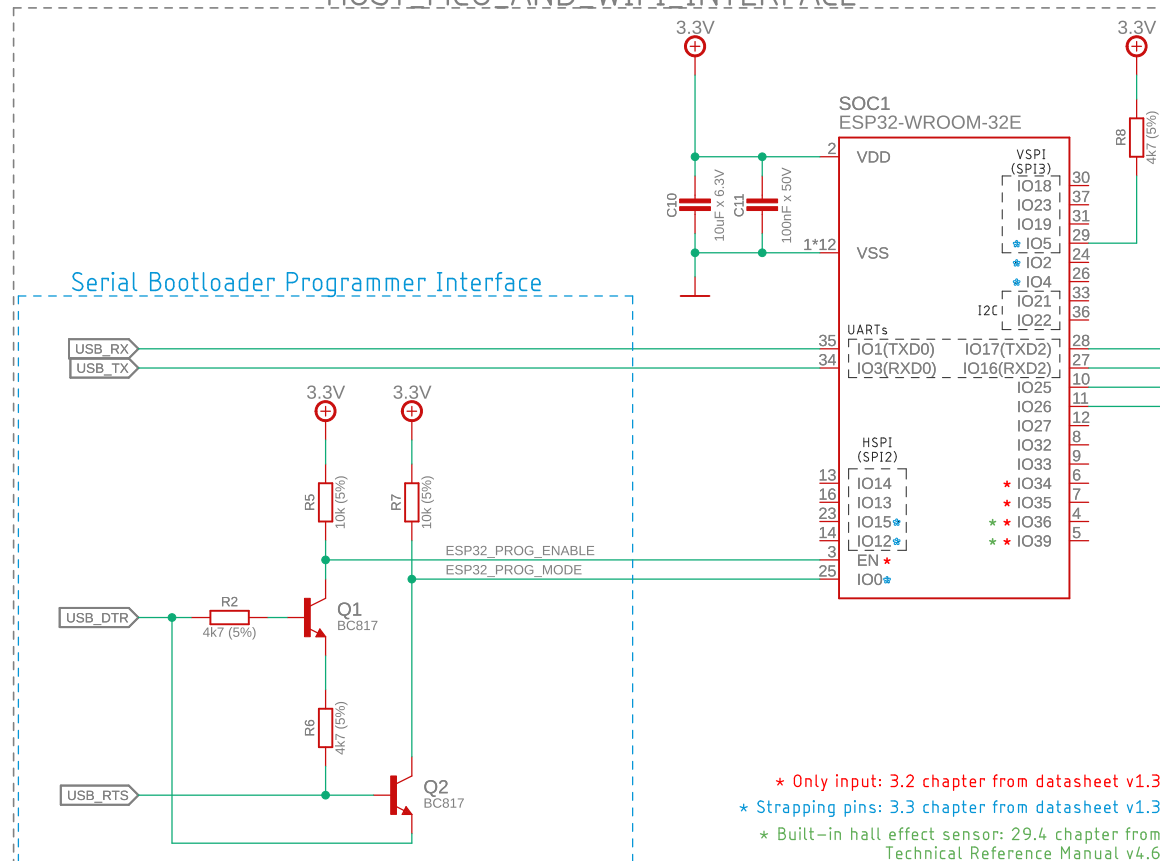 HOST_MCU_AND_WIFI_INTERFACE
3.3V
3.3V
SOC1
ESP32-WROOM-32E
R8
4k7 (5%)
2
VDD
VSPI
(SPI3)
IO18
30
IO23
37
IO19
31
* IO5
29
* IO2
24
* IO4
26
C10
10uF x 6.3V
C11
100nF x 50V
1*12
VSS
I2C
IO21
33
IO22
36
Serial Bootloader Programmer Interface
UARTs
USB_RX
35
IO1(TXD0)
IO17(TXD2)
28
USB_TX
34
IO3(RXD0)
IO16(RXD2)
27
IO25
10
IO26
11
IO27
12
IO32
8
IO33
9
3.3V
3.3V
R5
10k (5%)
R7
10k (5%)
HSPI
(SPI2)
13
IO14
* IO34
6
16
IO13
* IO35
7
23
IO15*
* * IO36
4
14
IO12*
* * IO39
5
ESP32_PROG_ENABLE
3
EN *
ESP32_PROG_MODE
25
IO0*
USB_DTR
R2
4k7 (5%)
Q1
BC817
R6
4k7 (5%)
USB_RTS
Q2
BC817
* Only input: 3.2 chapter from datasheet v1.3
* Strapping pins: 3.3 chapter from datasheet v1.3
* Built-in hall effect sensor: 29.4 chapter from
Technical Reference Manual v4.6